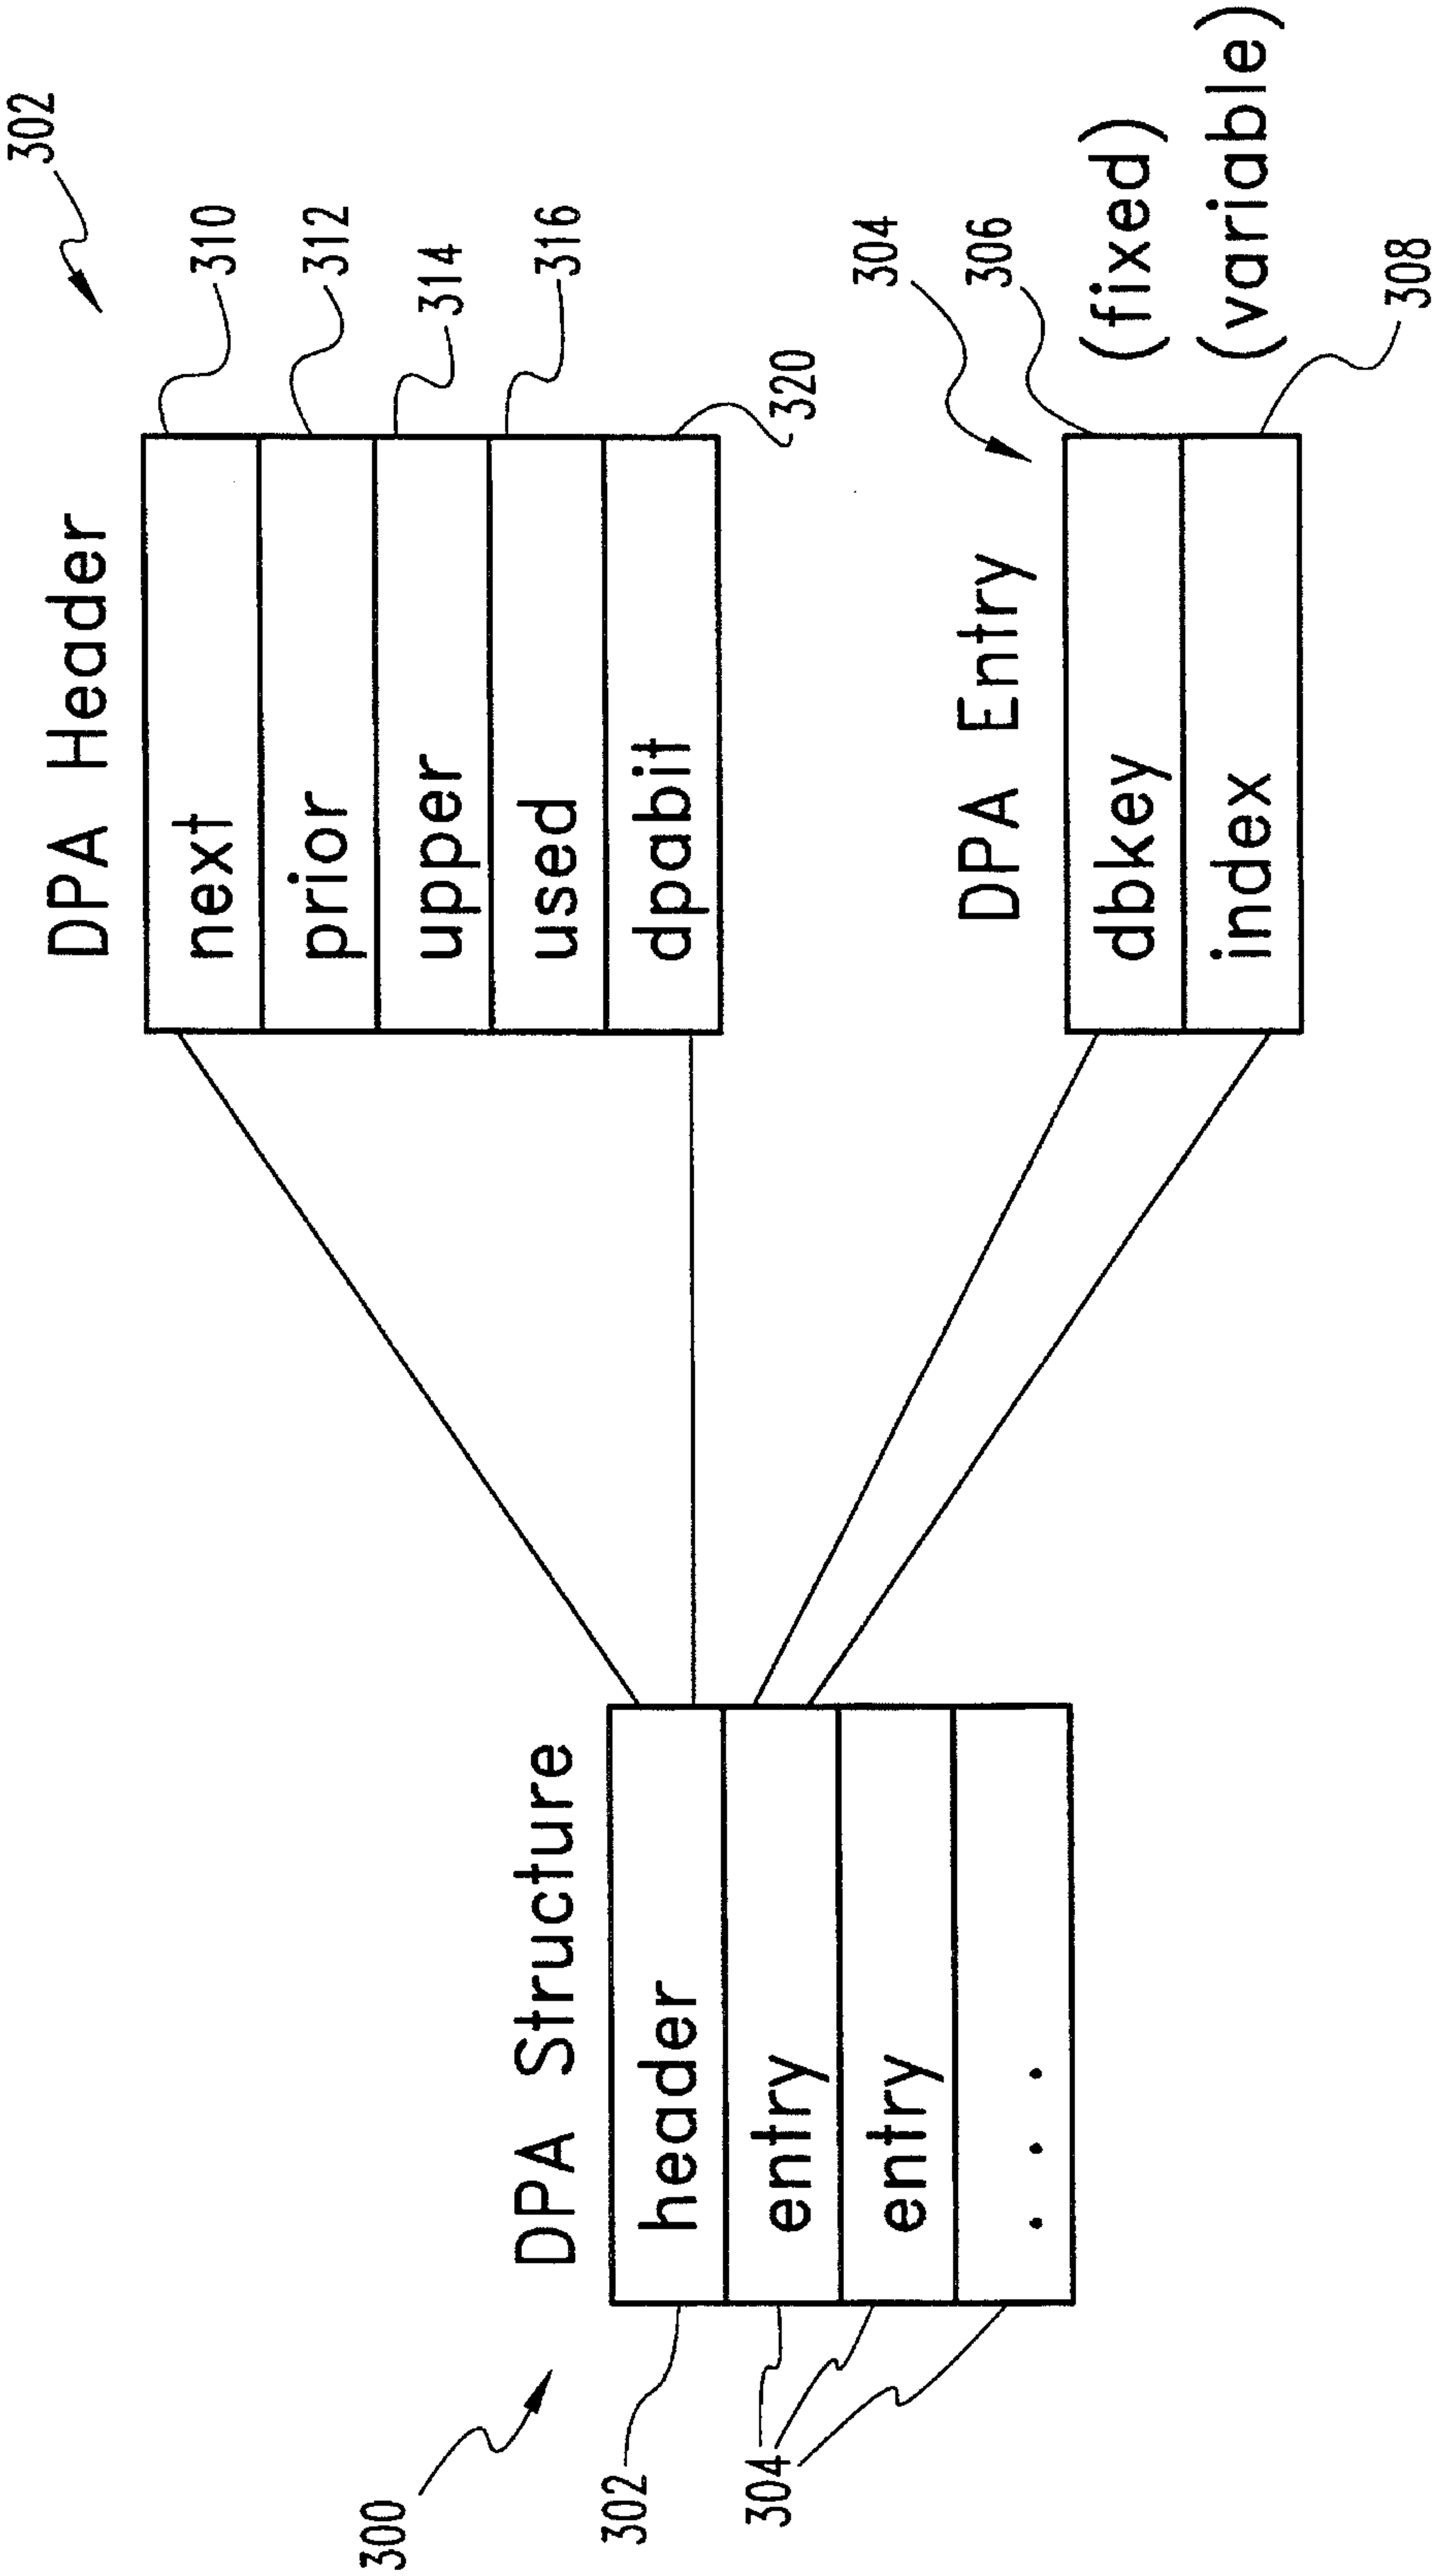 302
DPA Header
next
310
prior
312
upper
314
used
316
dpabit
320
300
DPA Structure
302
header
304
entry
entry
. . .
DPA Entry
304
306
dbkey
(fixed)
index
(variable)
308